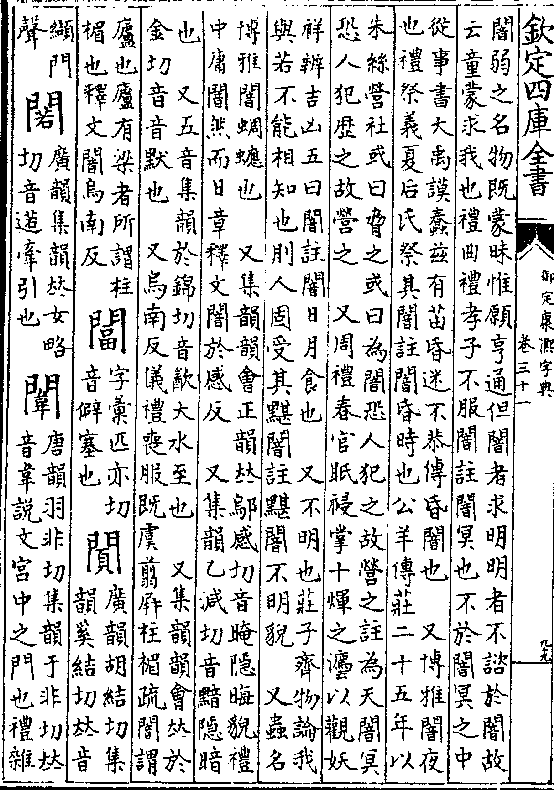 欽定四庫全書
御定康熙字典
卷三十一
九九
闇弱之名物既蒙昧惟願亨通但闇者求明明者不諮於闇故
云童蒙求我也禮曲禮孝子不服闇註闇冥也不於闇冥之中
從事書大禹謨蠢茲有苗昏迷不恭傳昏闇也　又博雅闇夜
也禮祭義夏后氏祭其闇註闇昏時也公羊傳莊二十五年以
朱絲營社或曰脅之或曰為闇恐人犯之故營之註為天闇冥
恐人犯歴之故營之　又周禮春官眡祲掌十煇之灋以觀妖
祥辨吉凶五曰闇註闇日月食也　又不明也莊子齊物論我
與若不能相知也則人固受其黮闇註黮闇不明貌　又蟲名
博雅闇蜩蟪也　又集韻韻會正韻𠀤鄔感切音晻隱晦貌禮
中庸闇然而日章釋文闇於感反　又集韻乙減切音黯隱暗
也　又五音集韻於錦切音歕大水至也　又集韻韻會𠀤於
金切音音默也　又烏南反儀禮喪服既虞翦屏柱楣疏闇謂
廬也廬有梁者所謂柱
楣也釋文闇烏南反
𨵩
字彙匹亦切
音僻塞也
䦯
廣韻胡結切集
韻奚結切𠀤音
纈門
聲
䦡
廣韻集韻𠀤女略
切音逽牽引也
闈
唐韻羽非切集韻于非切𠀤
音韋説文宮中之門也禮雜